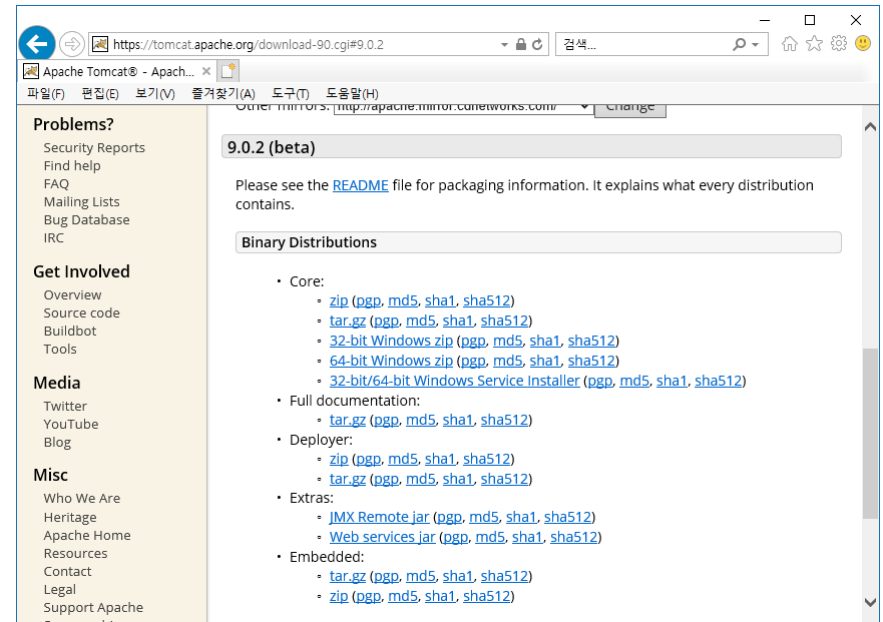 https://tomcat.apache.org/download-90.cgi#9.0.2
검색...
Apache Tomcat® - Apach...
파일(F) 편집(E) 보기(V) 즐겨찾기(A) 도구(T) 도움말(H)
Other mirrors: http://apache.mirror.cdnetworks.com/ Change
Problems?
Security Reports
Find help
FAQ
Mailing Lists
Bug Database
IRC
Get Involved
Overview
Source code
Buildbot
Tools
Media
Twitter
YouTube
Blog
Misc
Who We Are
Heritage
Apache Home
Resources
Contact
Legal
Support Apache
9.0.2 (beta)
Please see the README file for packaging information. It explains what every distribution
contains.
Binary Distributions
• Core:
◦ zip (pgp, md5, sha1, sha512)
◦ tar.gz (pgp, md5, sha1, sha512)
◦ 32-bit Windows zip (pgp, md5, sha1, sha512)
◦ 64-bit Windows zip (pgp, md5, sha1, sha512)
◦ 32-bit/64-bit Windows Service Installer (pgp, md5, sha1, sha512)
• Full documentation:
◦ tar.gz (pgp, md5, sha1, sha512)
• Deployer:
◦ zip (pgp, md5, sha1, sha512)
◦ tar.gz (pgp, md5, sha1, sha512)
• Extras:
◦ JMX Remote jar (pgp, md5, sha1, sha512)
◦ Web services jar (pgp, md5, sha1, sha512)
• Embedded:
◦ tar.gz (pgp, md5, sha1, sha512)
◦ zip (pgp, md5, sha1, sha512)